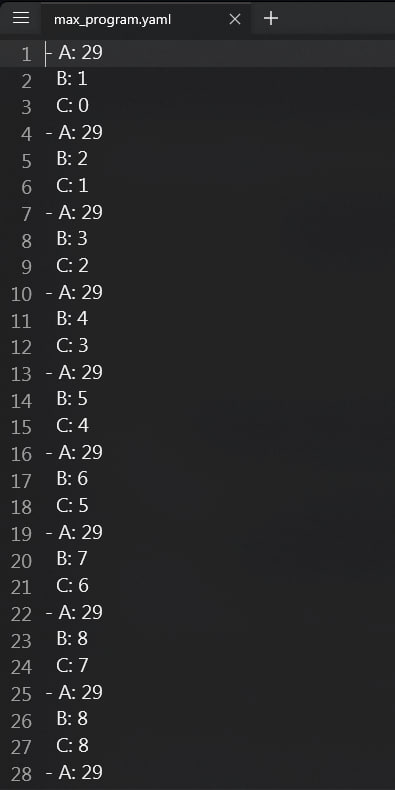 max_program.yaml
1 - A: 29
2 B: 1
3 C: 0
4 - A: 29
5 B: 2
6 C: 1
7 - A: 29
8 B: 3
9 C: 2
10 - A: 29
11 B: 4
12 C: 3
13 - A: 29
14 B: 5
15 C: 4
16 - A: 29
17 B: 6
18 C: 5
19 - A: 29
20 B: 7
21 C: 6
22 - A: 29
23 B: 8
24 C: 7
25 - A: 29
26 B: 8
27 C: 8
28 - A: 29